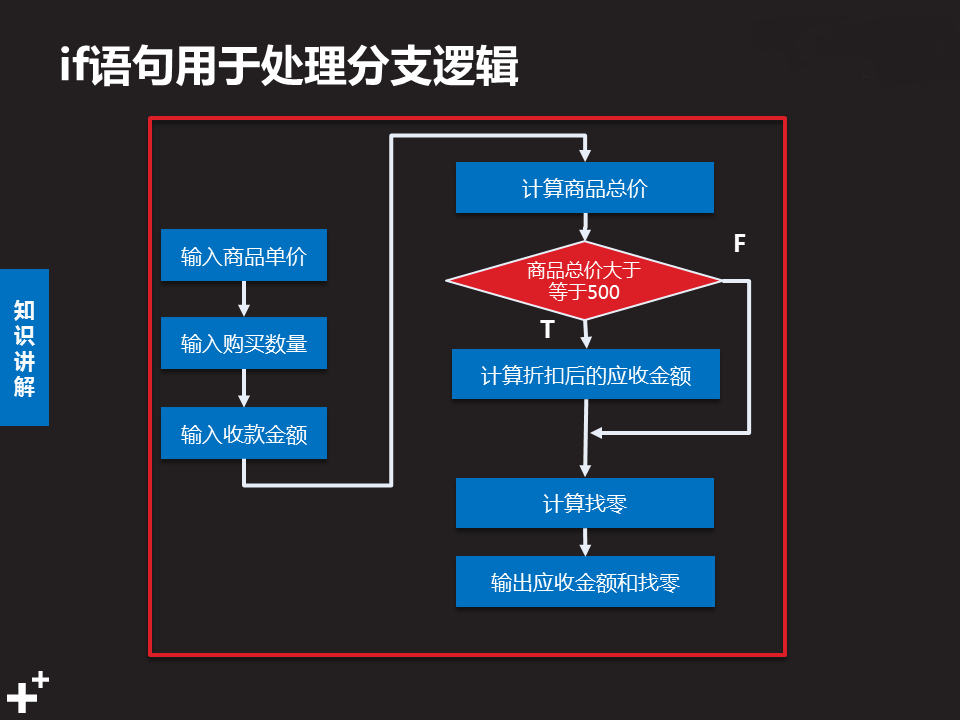 if语句用于处理分支逻辑
知
识
讲
解
输入商品单价
输入购买数量
输入收款金额
计算商品总价
商品总价大于
等于500
F
T
计算折扣后的应收金额
计算找零
输出应收金额和找零